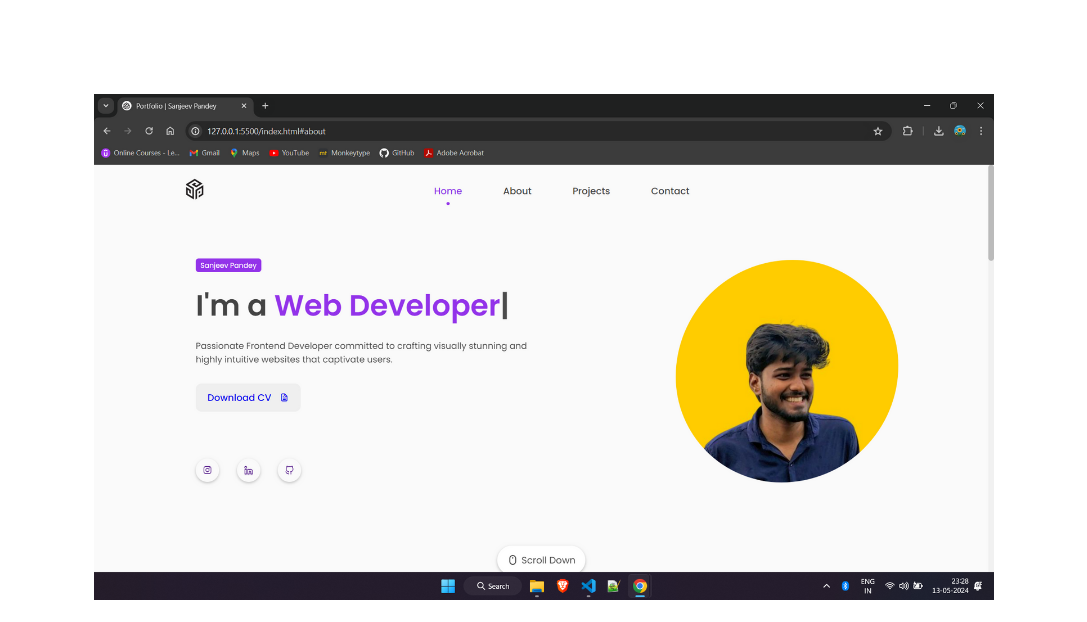 Portfolio | Sanjeev Pandey
127.0.0.1:5500/index.html#about
Online Courses - Le... Gmail Maps YouTube mt Monkeytype GitHub Adobe Acrobat
Home About Projects Contact
Sanjeev Pandey
I'm a Web Developer|
Passionate Frontend Developer committed to crafting visually stunning and
highly intuitive websites that captivate users.
Download CV
Scroll Down
Search
ENG
IN
23:28
13-05-2024